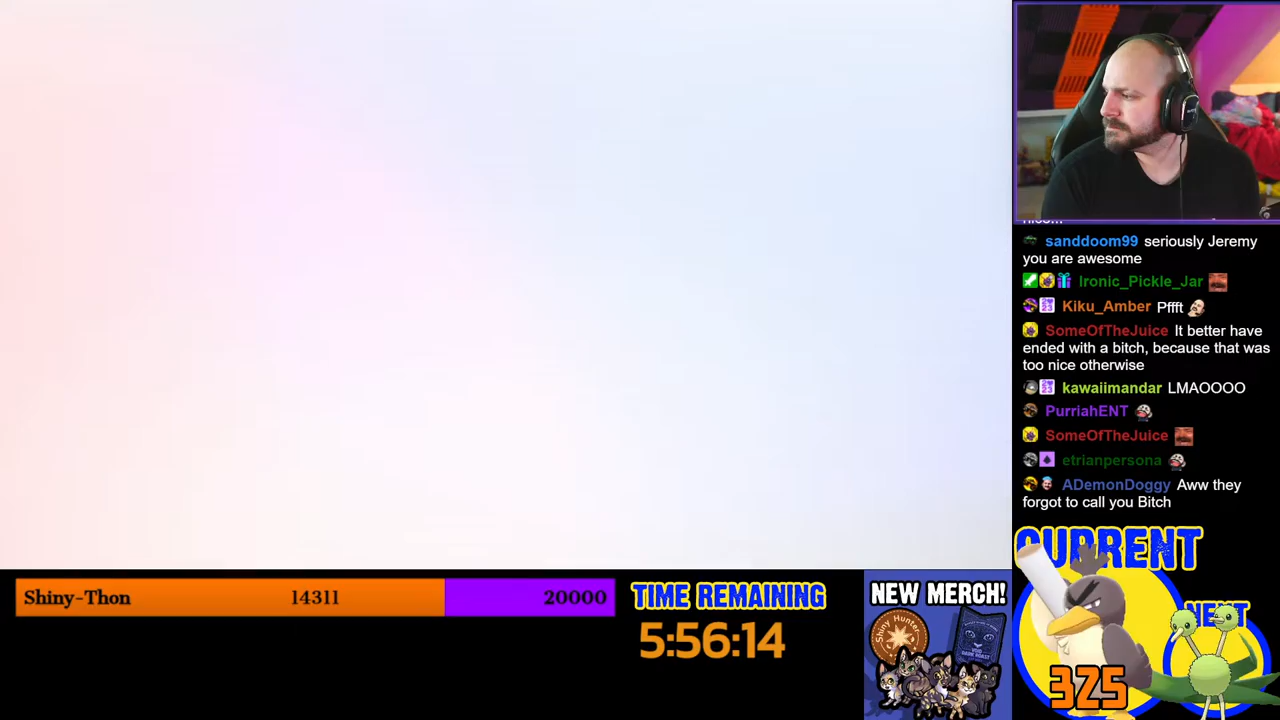 sanddoom99 seriously Jeremy
you are awesome
Ironic_Pickle_Jar
Kiku_Amber Pffft
SomeOfTheJuice It better have
ended with a bitch, because that was
too nice otherwise
kawaiimandar LMAOOOO
PurriahENT
SomeOfTheJuice
etrianpersona
ADemonDoggy Aww they
forgot to call you Bitch
CURRENT
NEXT
325
Shiny-Thon 14311 20000
TIME REMAINING
5:56:14
NEW MERCH!
Shiny Hunter